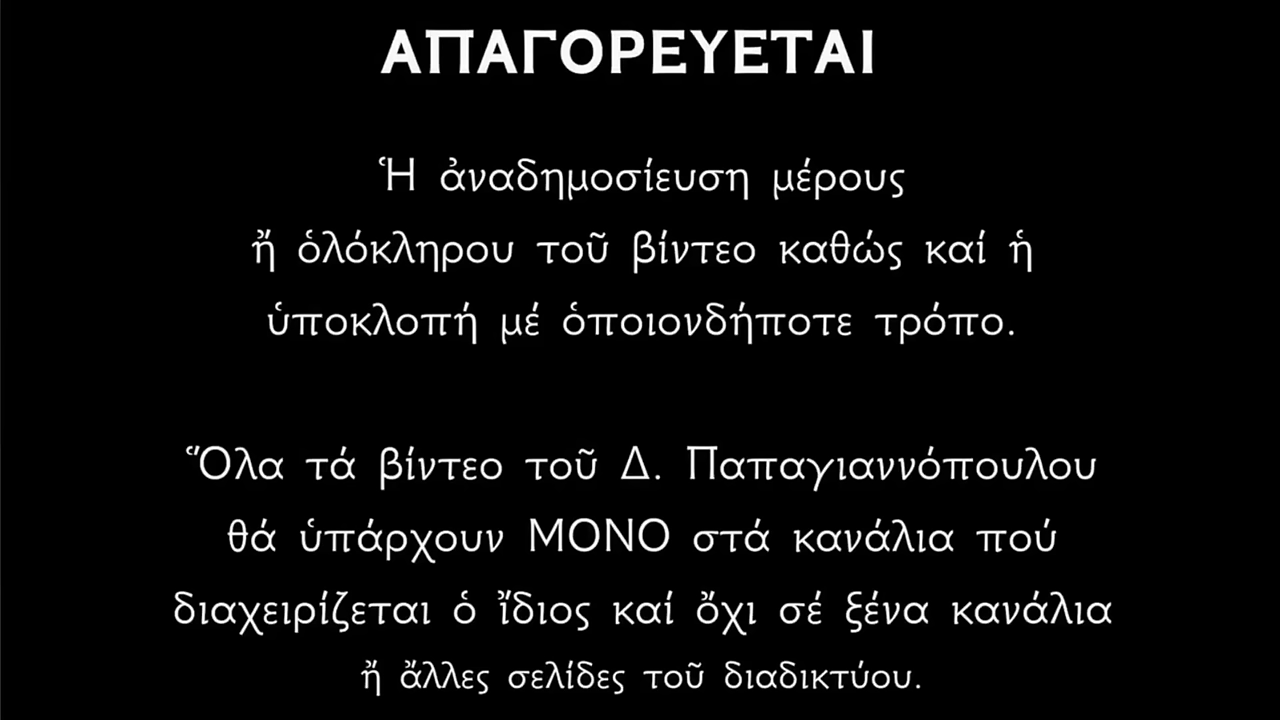 ΑΠΑΓΟΡΕΥΕΤΑΙ
Ἡ ἀναδημοσίευση μέρους
ἤ ὁλόκληρου τοῦ βίντεο καθώς καί ἡ
ὑποκλοπή μέ ὁποιονδήποτε τρόπο.
Ὅλα τά βίντεο τοῦ Δ. Παπαγιαννόπουλου
θά ὑπάρχουν ΜΟΝΟ στά κανάλια πού
διαχειρίζεται ὁ ἴδιος καί ὄχι σέ ξένα κανάλια
ἤ ἄλλες σελίδες τοῦ διαδικτύου.